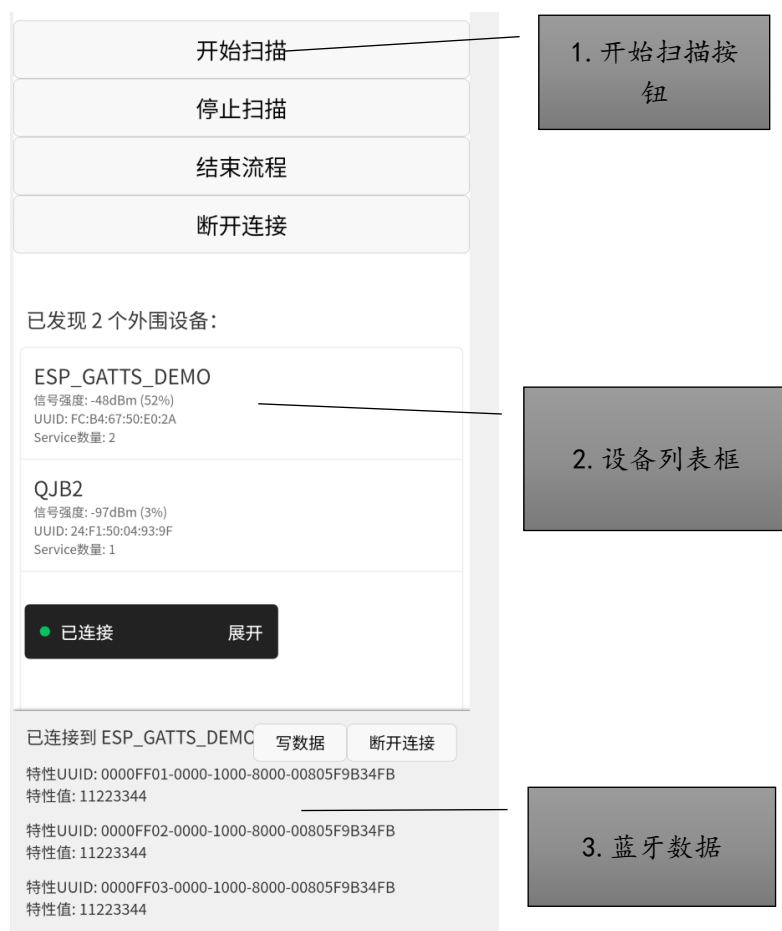 开始扫描
停止扫描
结束流程
断开连接
1. 开始扫描按
钮
已发现 2 个外围设备：
ESP_GATTS_DEMO
信号强度: -48dBm (52%)
UUID: FC:B4:67:50:E0:2A
Service数量: 2
QJB2
信号强度: -97dBm (3%)
UUID: 24:F1:50:04:93:9F
Service数量: 1
2. 设备列表框
已连接 展开
已连接到 ESP_GATTS_DEMO 写数据 断开连接
特性UUID: 0000FF01-0000-1000-8000-00805F9B34FB
特性值: 11223344
特性UUID: 0000FF02-0000-1000-8000-00805F9B34FB
特性值: 11223344
特性UUID: 0000FF03-0000-1000-8000-00805F9B34FB
特性值: 11223344
3. 蓝牙数据